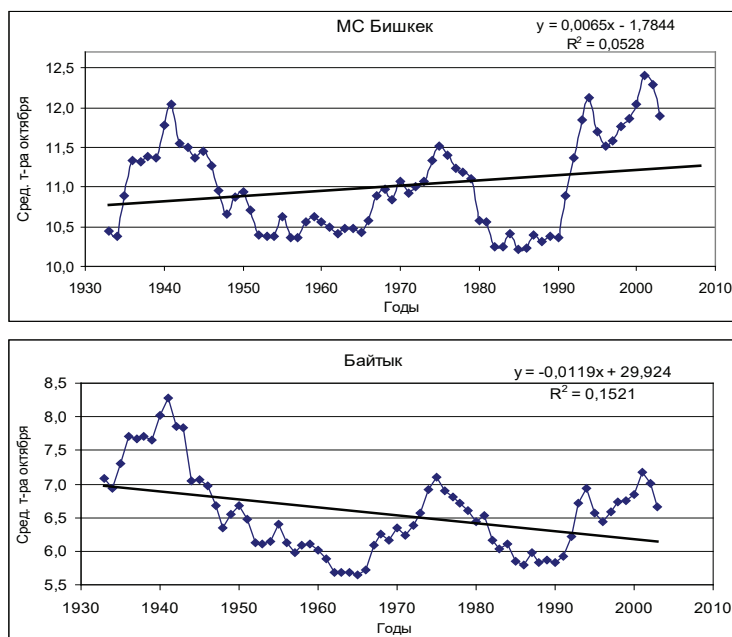 МС Бишкек
y = 0,0065x - 1,7844
R² = 0,0528
Сред. т-ра октября
12,5
12,0
11,5
11,0
10,5
10,0
1930 1940 1950 1960 1970 1980 1990 2000 2010
Годы
Байтык
y = -0,0119x + 29,924
R² = 0,1521
Сред. т-ра октября
8,5
8,0
7,5
7,0
6,5
6,0
5,5
1930 1940 1950 1960 1970 1980 1990 2000 2010
Годы